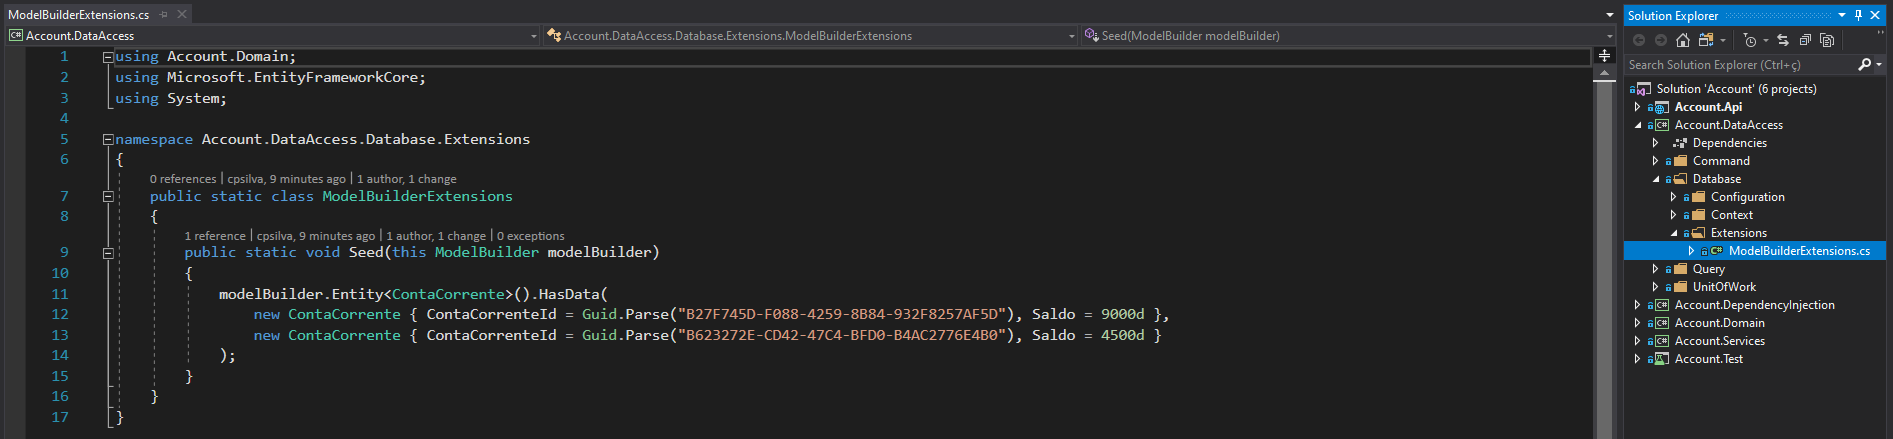 ModelBuilderExtensions.cs
Account.DataAccess
Account.DataAccess.Database.Extensions.ModelBuilderExtensions
Seed(ModelBuilder modelBuilder)
1 using Account.Domain;
2 using Microsoft.EntityFrameworkCore;
3 using System;
4
5 namespace Account.DataAccess.Database.Extensions
6 {
0 references | cpsilva, 9 minutes ago | 1 author, 1 change
7 public static class ModelBuilderExtensions
8 {
1 reference | cpsilva, 9 minutes ago | 1 author, 1 change | 0 exceptions
9 public static void Seed(this ModelBuilder modelBuilder)
10 {
11 modelBuilder.Entity<ContaCorrente>().HasData(
12 new ContaCorrente { ContaCorrenteId = Guid.Parse("B27F745D-F088-4259-8B84-932F8257AF5D"), Saldo = 9000d },
13 new ContaCorrente { ContaCorrenteId = Guid.Parse("B623272E-CD42-47C4-BFD0-B4AC2776E4B0"), Saldo = 4500d }
14 );
15 }
16 }
17 }
Solution Explorer
Search Solution Explorer (Ctrl+ç)
Solution 'Account' (6 projects)
Account.Api
Account.DataAccess
Dependencies
Command
Database
Configuration
Context
Extensions
ModelBuilderExtensions.cs
Query
UnitOfWork
Account.DependencyInjection
Account.Domain
Account.Services
Account.Test